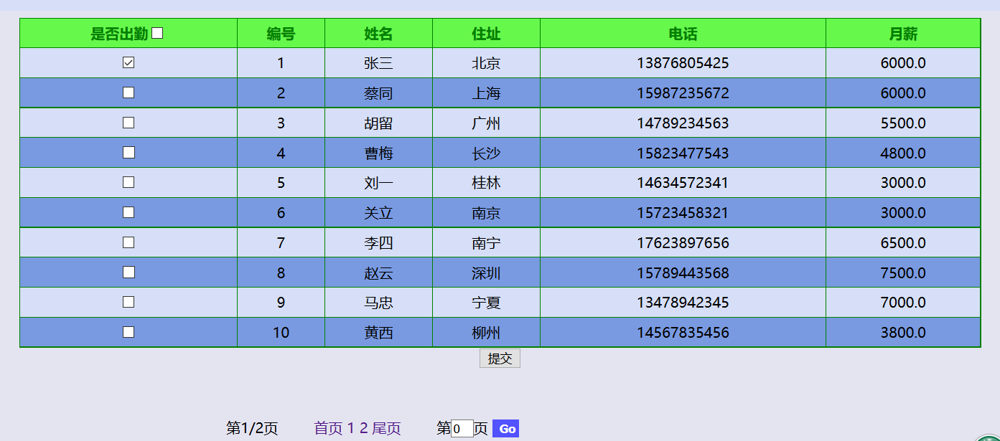 是否出勤 编号 姓名 住址 电话 月薪
1 张三 北京 13876805425 6000.0
2 蔡同 上海 15987235672 6000.0
3 胡留 广州 14789234563 5500.0
4 曹梅 长沙 15823477543 4800.0
5 刘一 桂林 14634572341 3000.0
6 关立 南京 15723458321 3000.0
7 李四 南宁 17623897656 6500.0
8 赵云 深圳 15789443568 7500.0
9 马忠 宁夏 13478942345 7000.0
10 黄西 柳州 14567835456 3800.0
提交
第1/2页 首页 1 2 尾页 第0页 Go